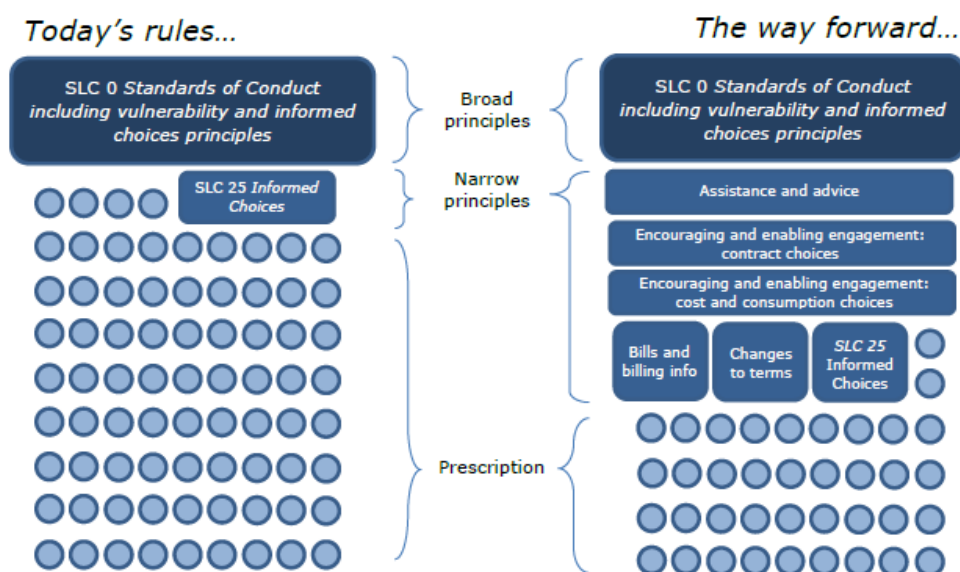 Today's rules...
The way forward...
SLC 0 Standards of Conduct
including vulnerability and informed
choices principles
Broad
principles
SLC 0 Standards of Conduct
including vulnerability and informed
choices principles
SLC 25 Informed
Choices
Narrow
principles
Assistance and advice
Encouraging and enabling engagement:
contract choices
Encouraging and enabling engagement:
cost and consumption choices
Bills and
billing info
Changes
to terms
SLC 25
Informed
Choices
Prescription